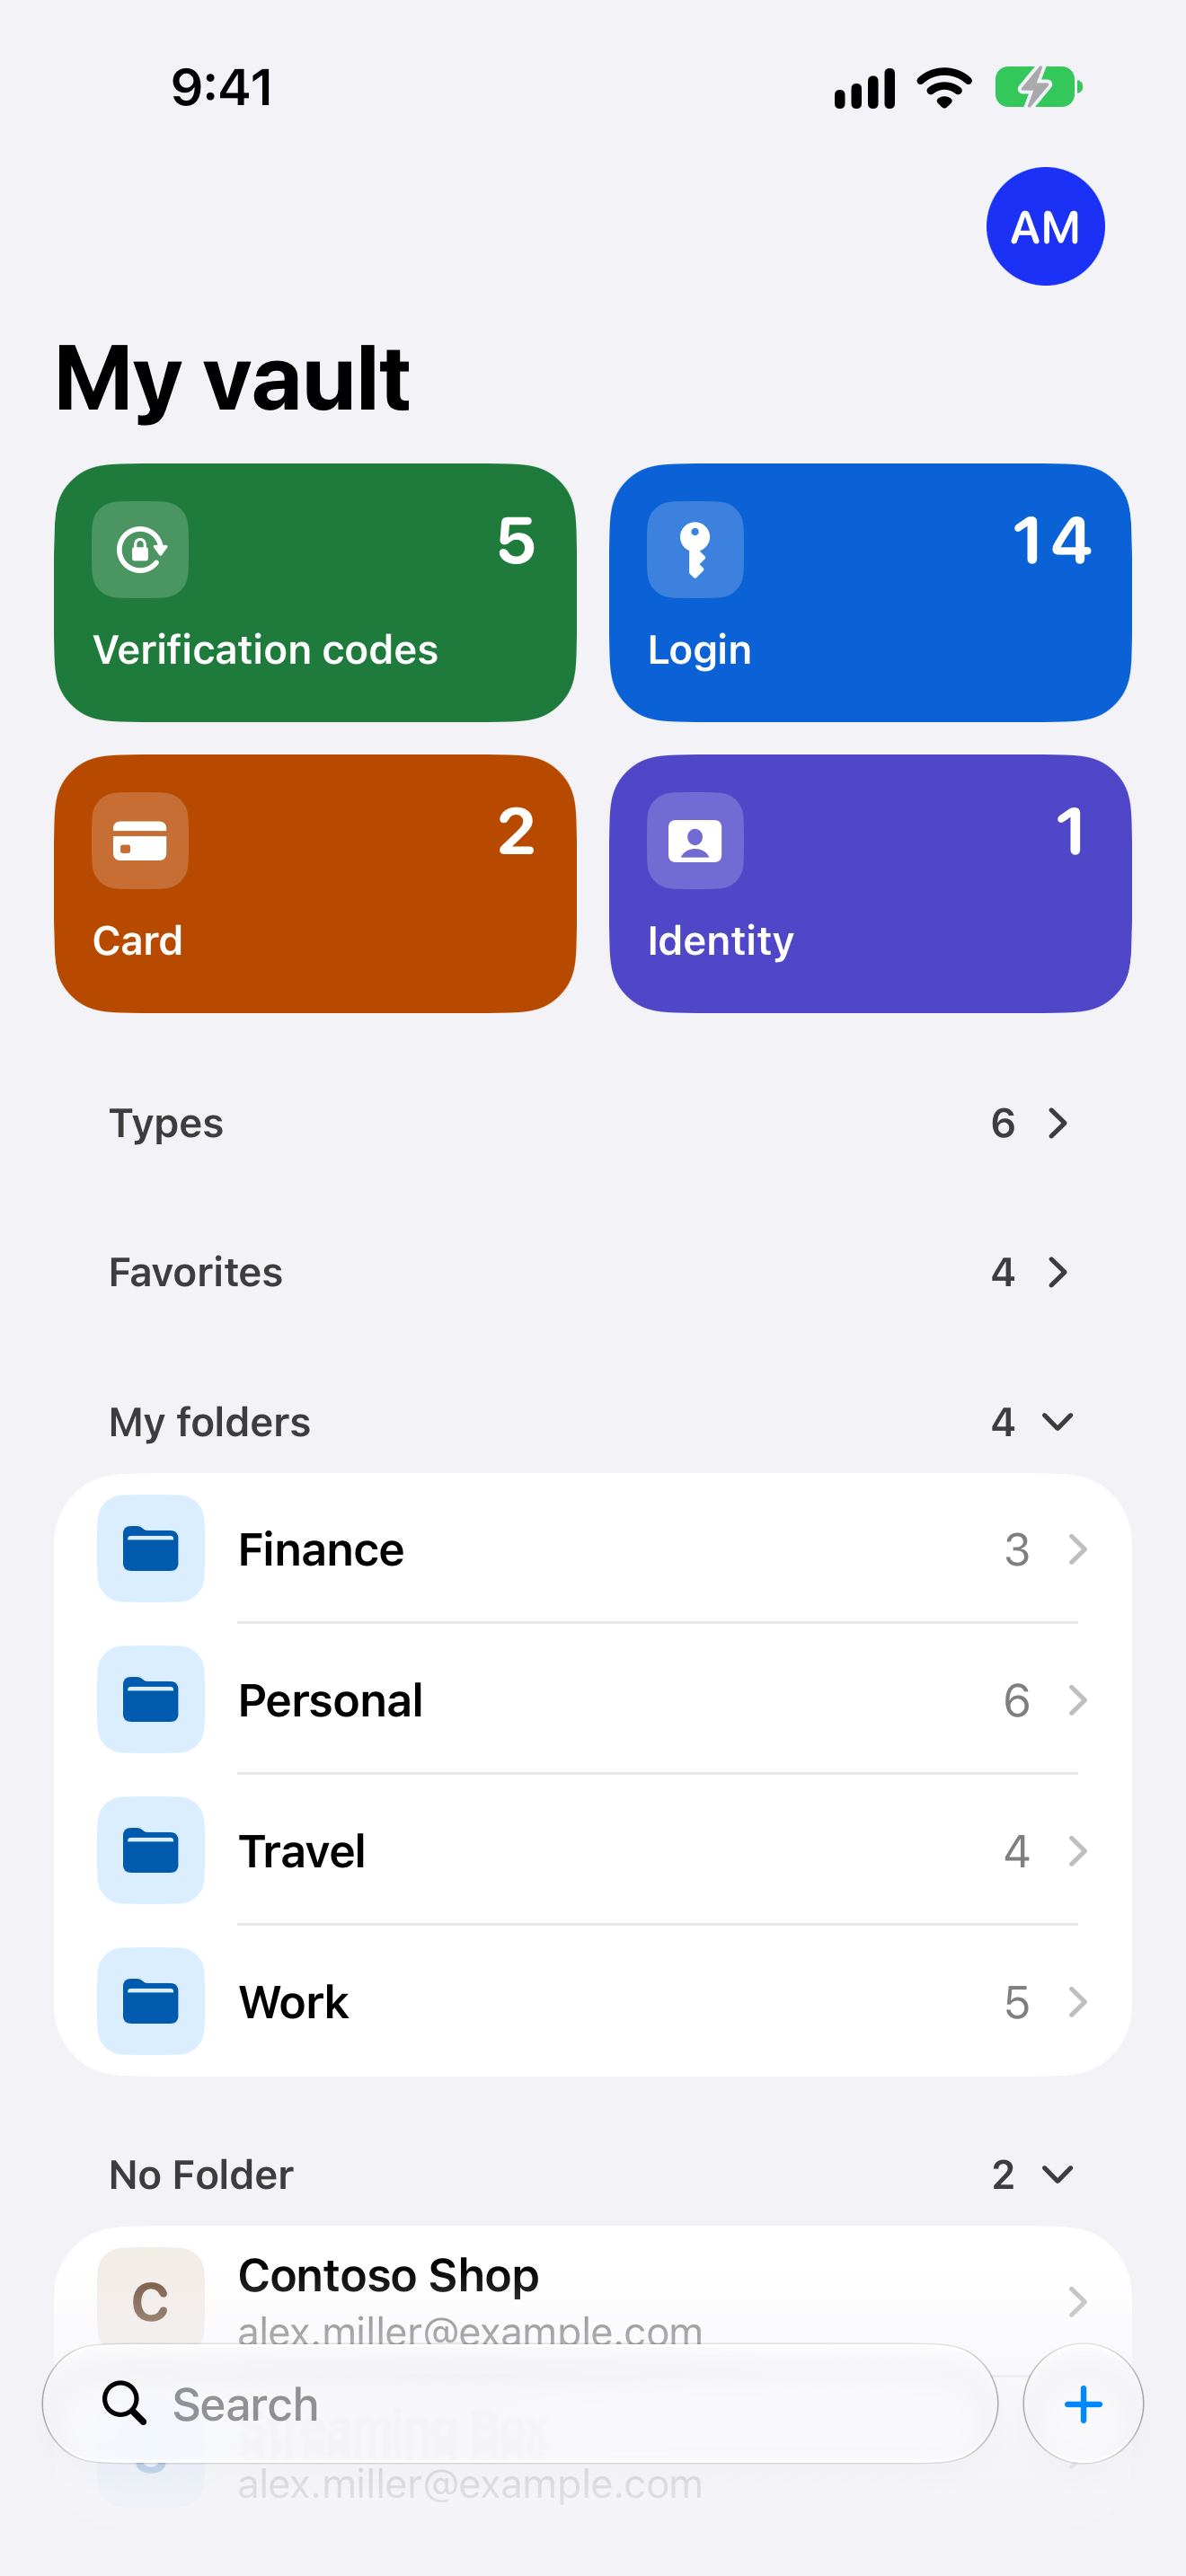 9:41
AM
My vault
5
Verification codes
14
Login
2
Card
1
Identity
Types 6
Favorites 4
My folders 4
Finance 3
Personal 6
Travel 4
Work 5
No Folder 2
C
Contoso Shop
alex.miller@example.com
Search
Streaming Box
alex.miller@example.com